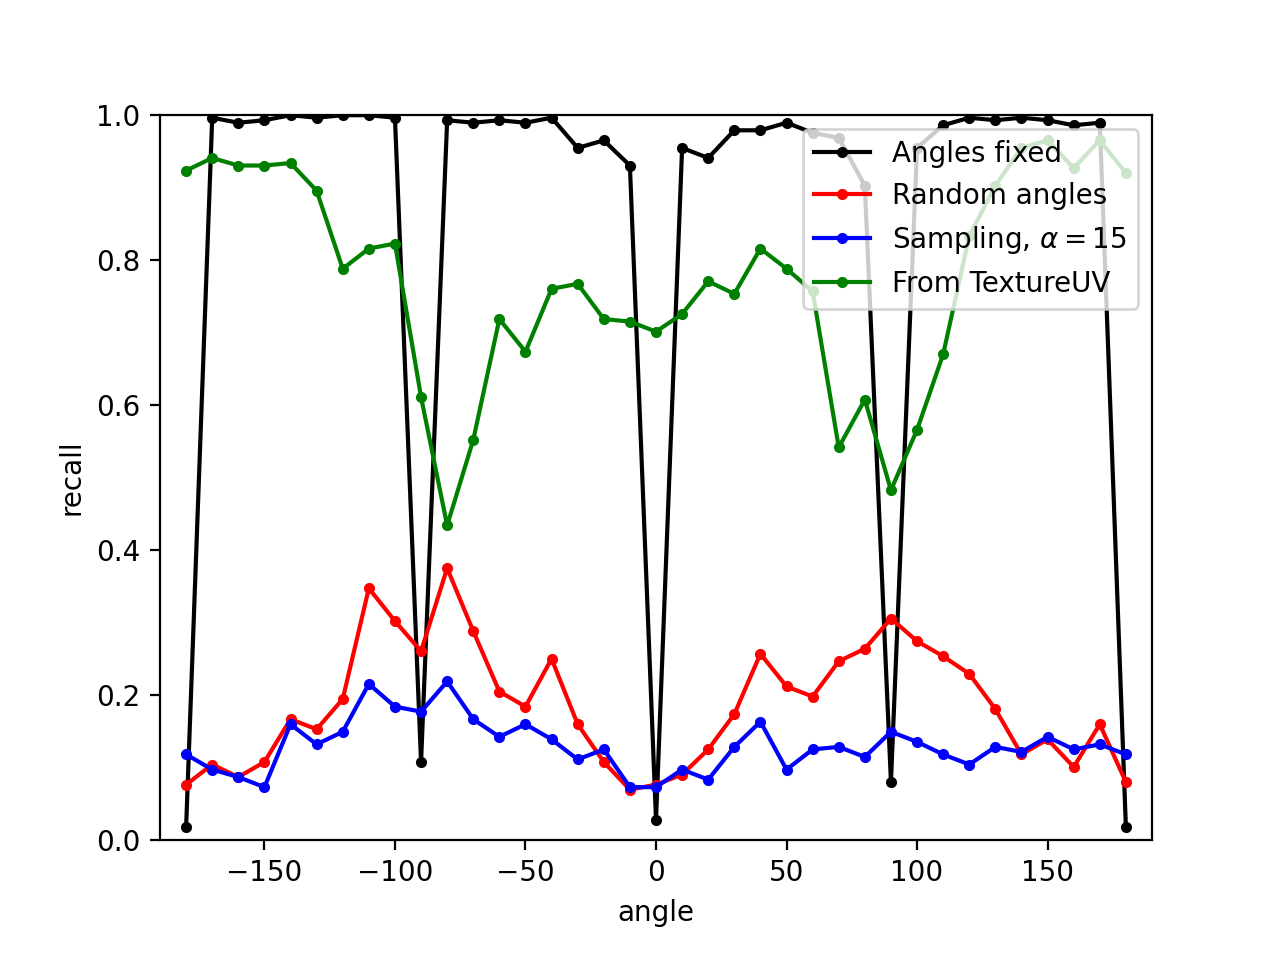 1.0
0.8
0.6
0.4
0.2
0.0
recall
Angles fixed
Random angles
Sampling, α = 15
From TextureUV
−150 −100 −50 0 50 100 150
angle